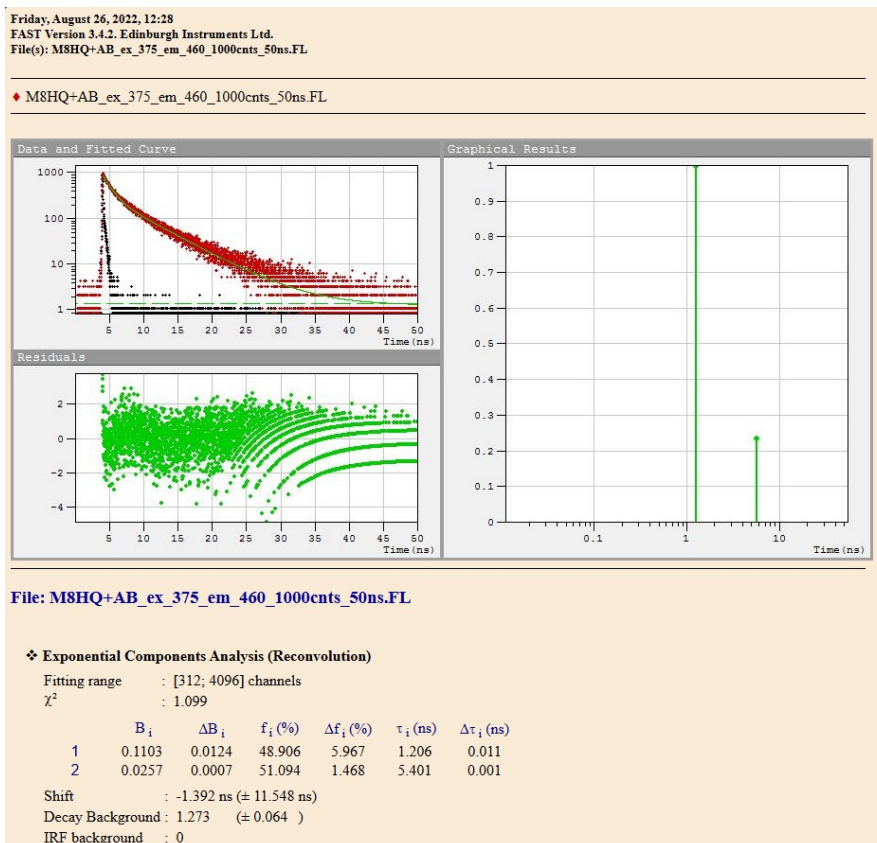 Friday, August 26, 2022, 12:28
FAST Version 3.4.2. Edinburgh Instruments Ltd.
File(s): M8HQ+AB_ex_375_em_460_1000cnts_50ns.FL
♦ M8HQ+AB_ex_375_em_460_1000cnts_50ns.FL
Data and Fitted Curve
1000
100
10
1
5 10 15 20 25 30 35 40 45 50
Time(ns)
Residuals
2
0
-2
-4
5 10 15 20 25 30 35 40 45 50
Time(ns)
Graphical Results
1
0.9
0.8
0.7
0.6
0.5
0.4
0.3
0.2
0.1
0
0.1 1 10
Time(ns)
File: M8HQ+AB_ex_375_em_460_1000cnts_50ns.FL
❖ Exponential Components Analysis (Reconvolution)
Fitting range : [312; 4096] channels
χ² : 1.099
B i ΔB i f i (%) Δf i (%) τ i (ns) Δτ i (ns)
1 0.1103 0.0124 48.906 5.967 1.206 0.011
2 0.0257 0.0007 51.094 1.468 5.401 0.001
Shift : -1.392 ns (± 11.548 ns)
Decay Background : 1.273 (± 0.064 )
IRF background : 0